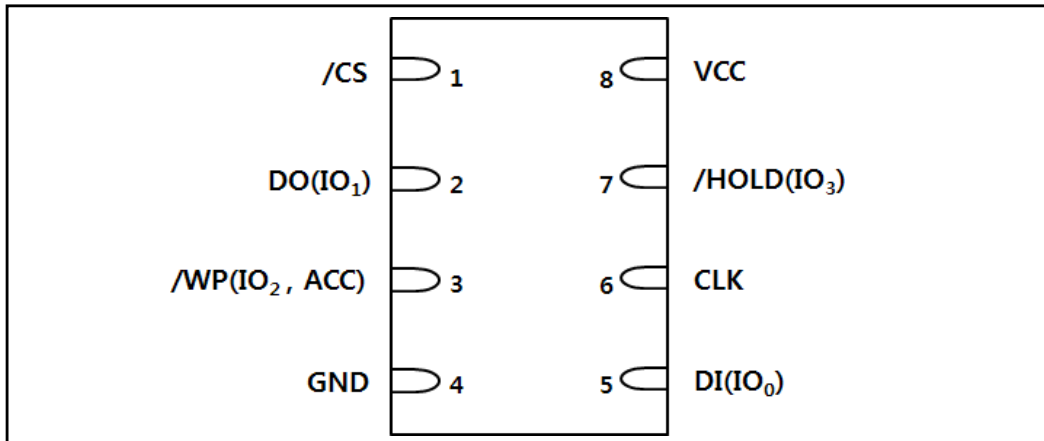 /CS 1 8 VCC
DO(IO₁) 2 7 /HOLD(IO₃)
/WP(IO₂ , ACC) 3 6 CLK
GND 4 5 DI(IO₀)